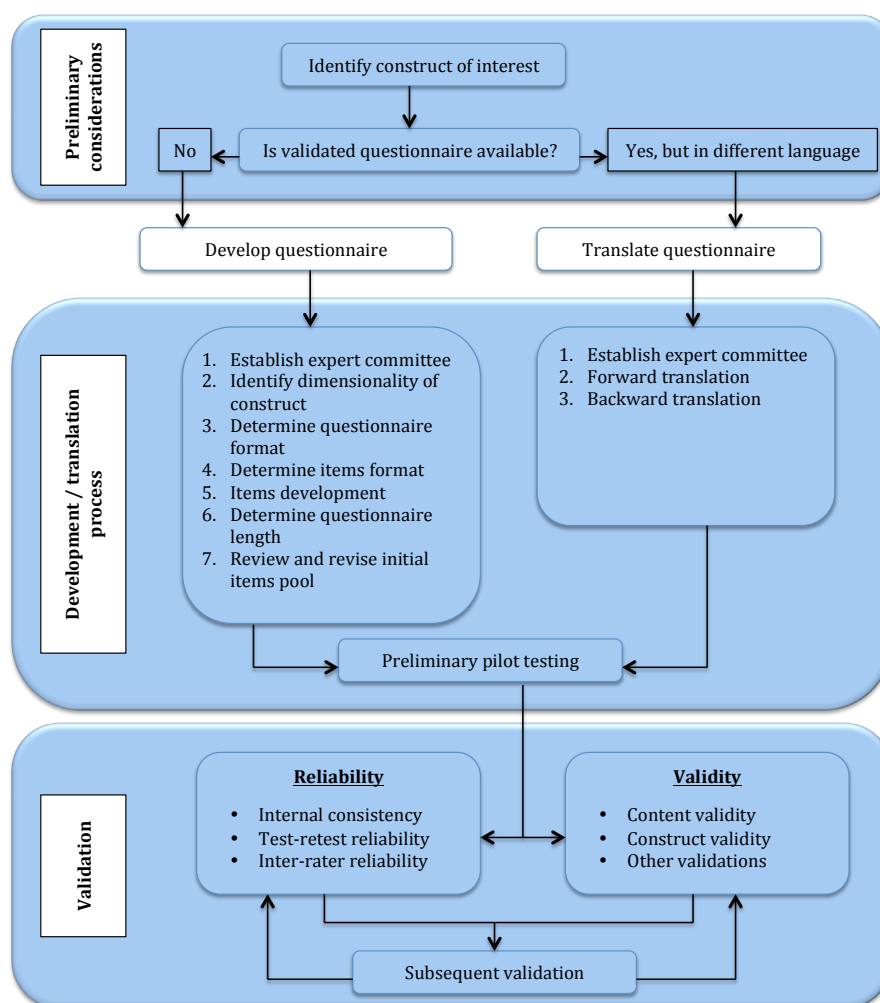 Preliminary
considerations
Identify construct of interest
No
Is validated questionnaire available?
Yes, but in different language
Develop questionnaire
Translate questionnaire
Development / translation
process
1. Establish expert committee
2. Identify dimensionality of
construct
3. Determine questionnaire
format
4. Determine items format
5. Items development
6. Determine questionnaire
length
7. Review and revise initial
items pool
1. Establish expert committee
2. Forward translation
3. Backward translation
Preliminary pilot testing
Validation
Reliability
• Internal consistency
• Test-retest reliability
• Inter-rater reliability
Validity
• Content validity
• Construct validity
• Other validations
Subsequent validation